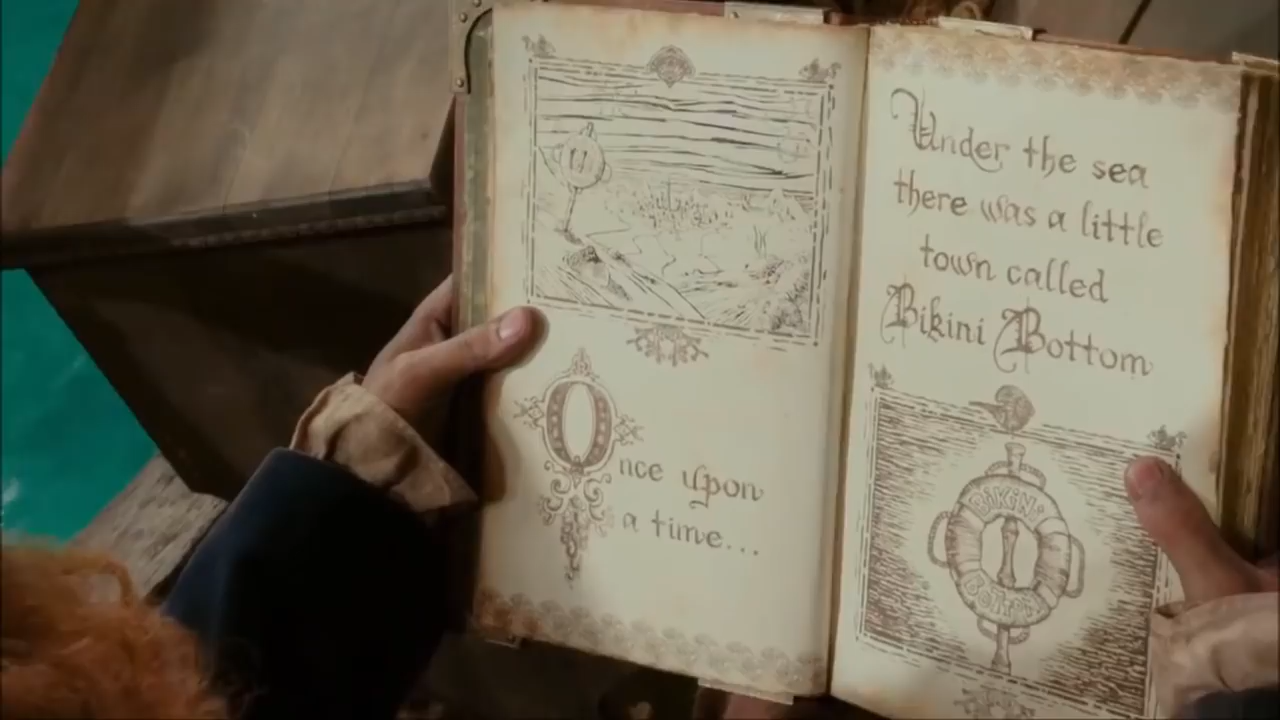 Once upon
a time...
Under the sea
there was a little
town called
Bikini Bottom
BIKINI
BOTTOM